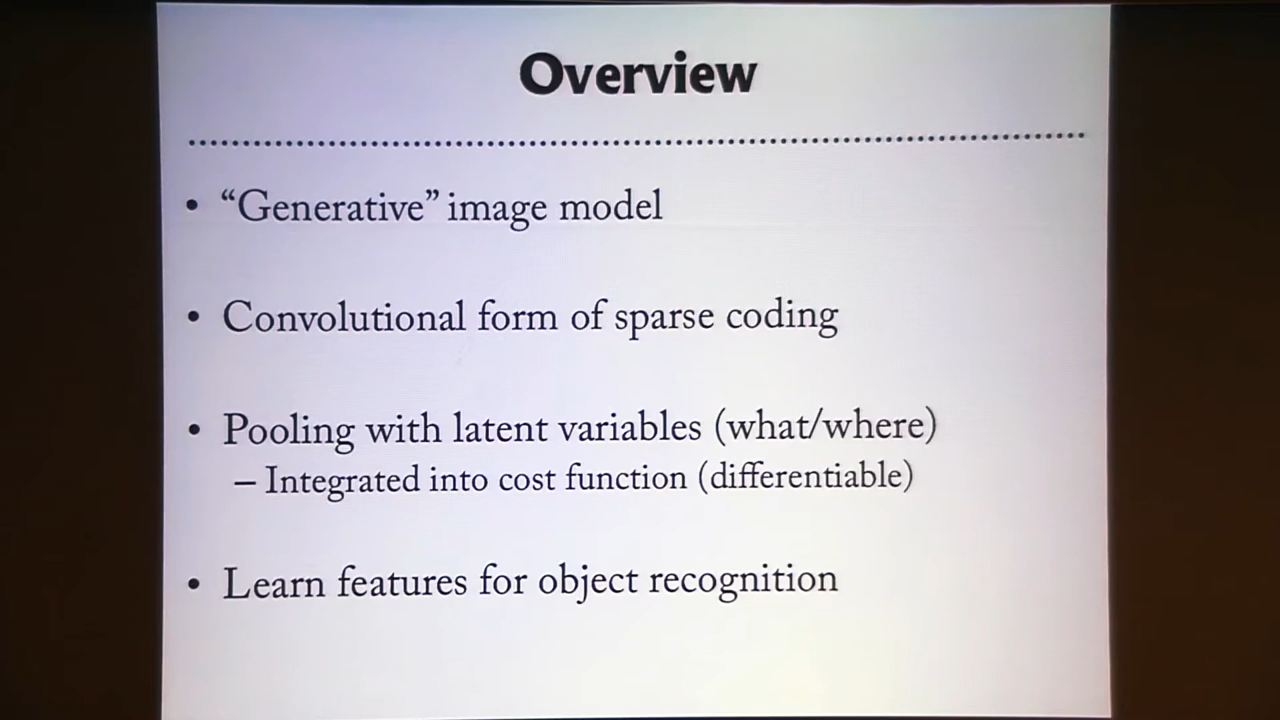 Overview
• “Generative” image model
• Convolutional form of sparse coding
• Pooling with latent variables (what/where)
– Integrated into cost function (differentiable)
• Learn features for object recognition